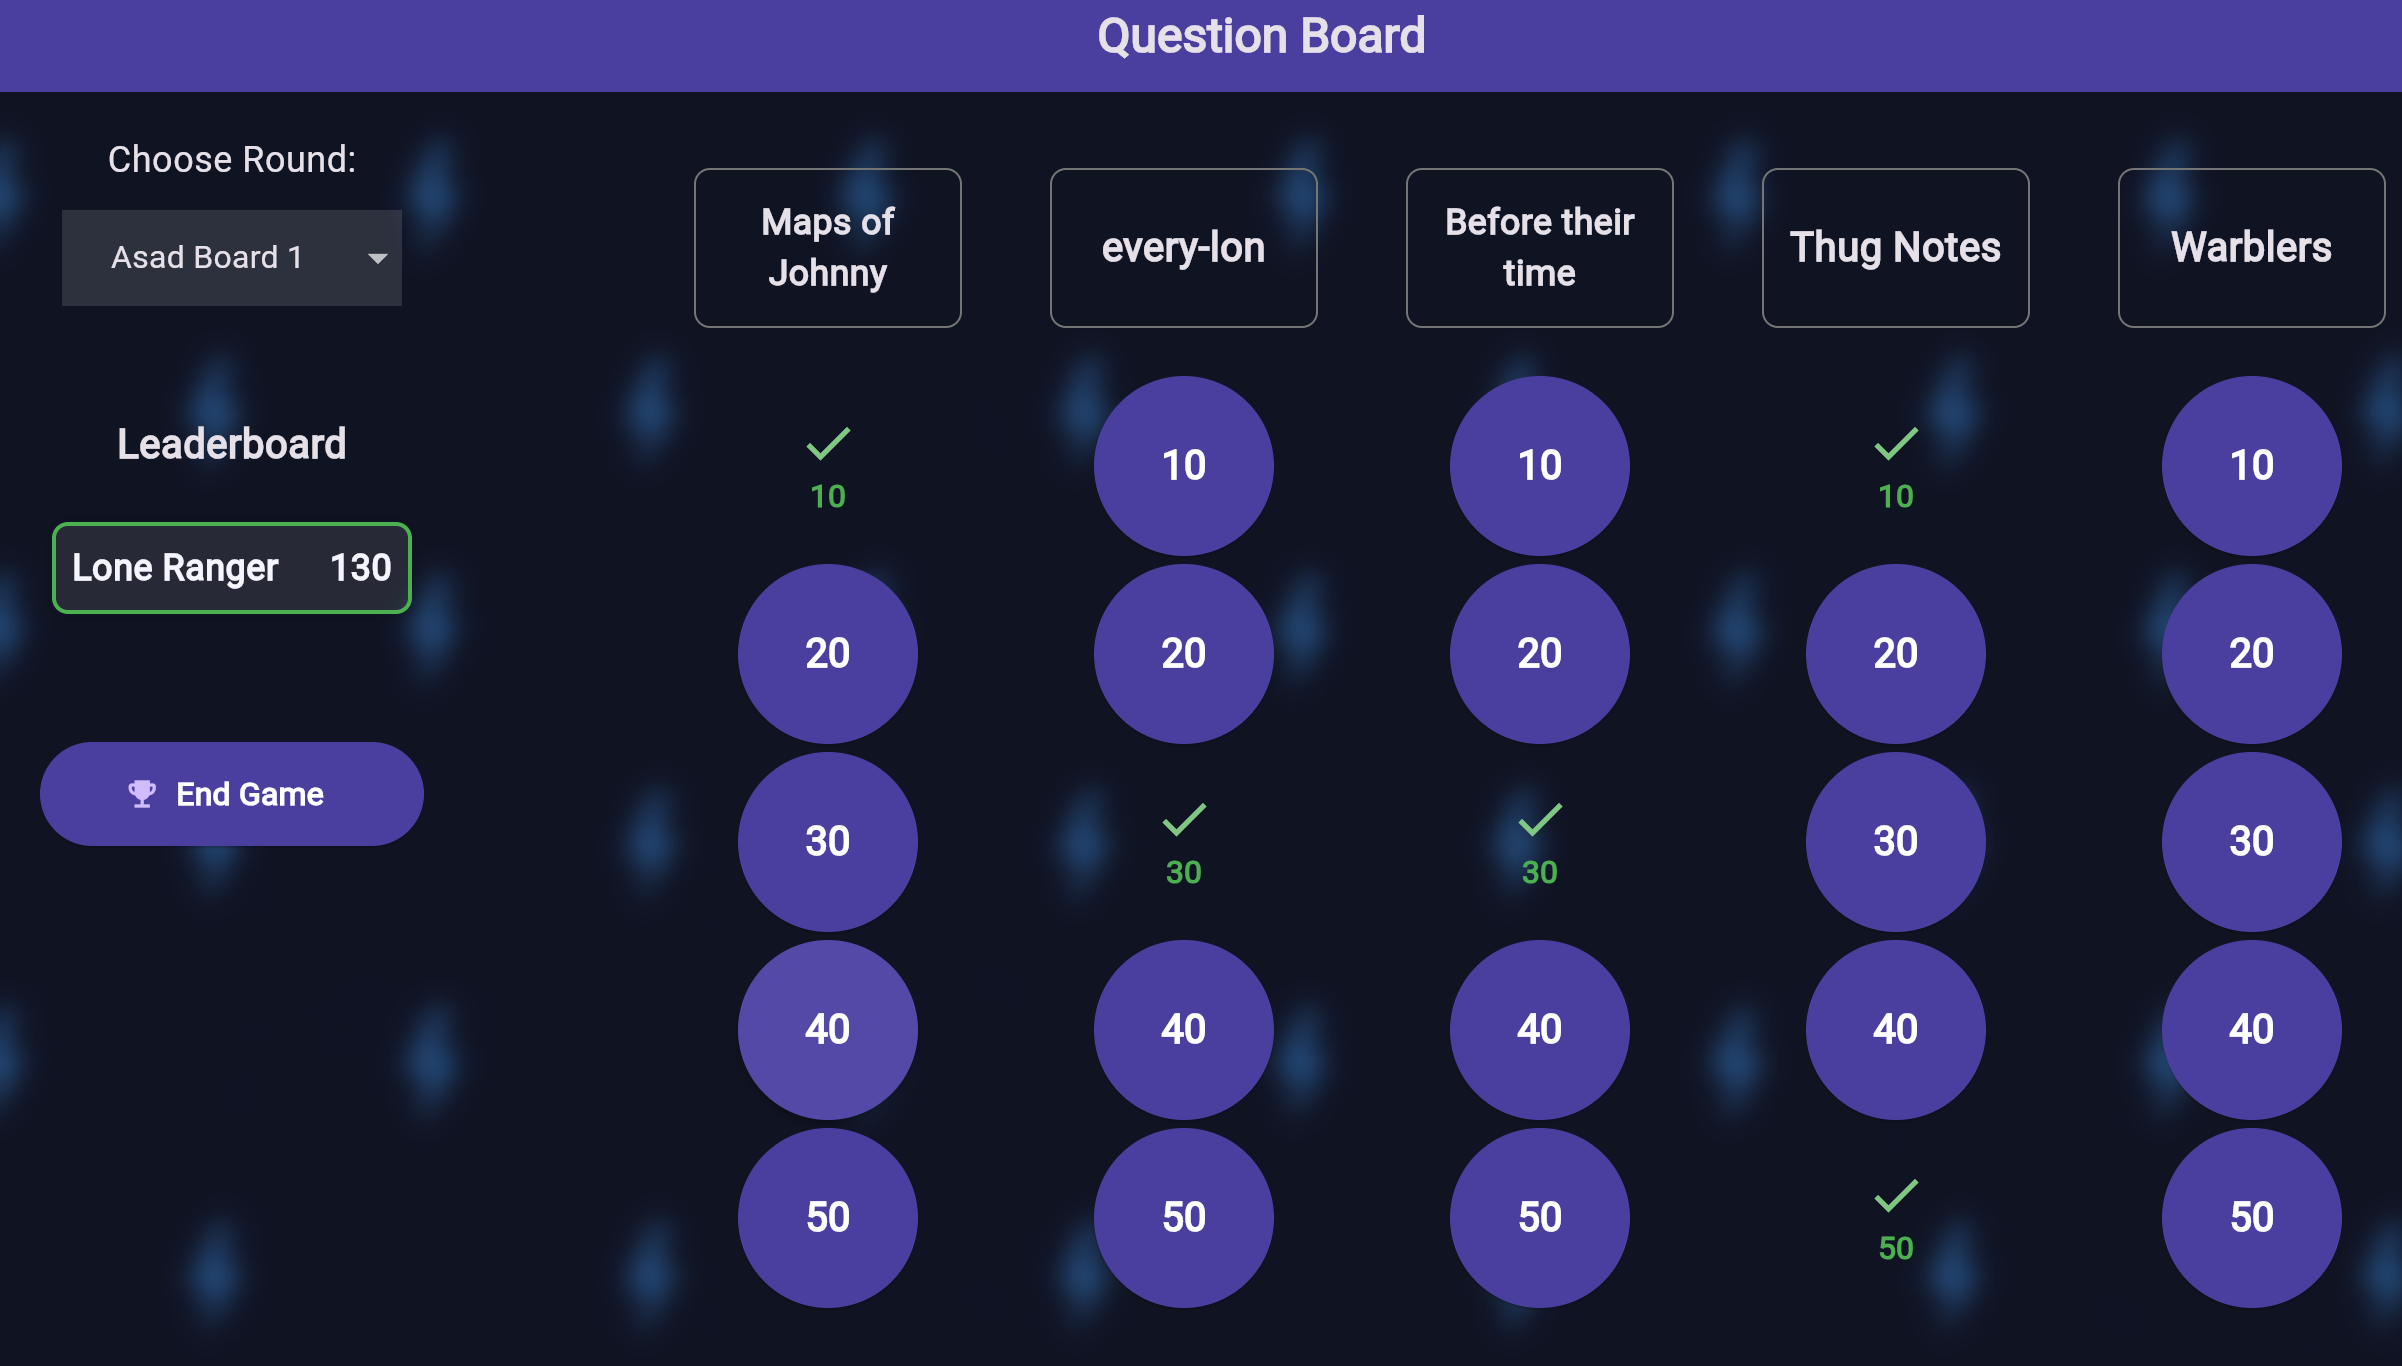 Question Board
Choose Round:
Asad Board 1
Leaderboard
Lone Ranger 130
End Game
Maps of
Johnny
every-lon
Before their
time
Thug Notes
Warblers
10 10 10 10 10
20 20 20 20 20
30 30 30 30 30
40 40 40 40 40
50 50 50 50 50